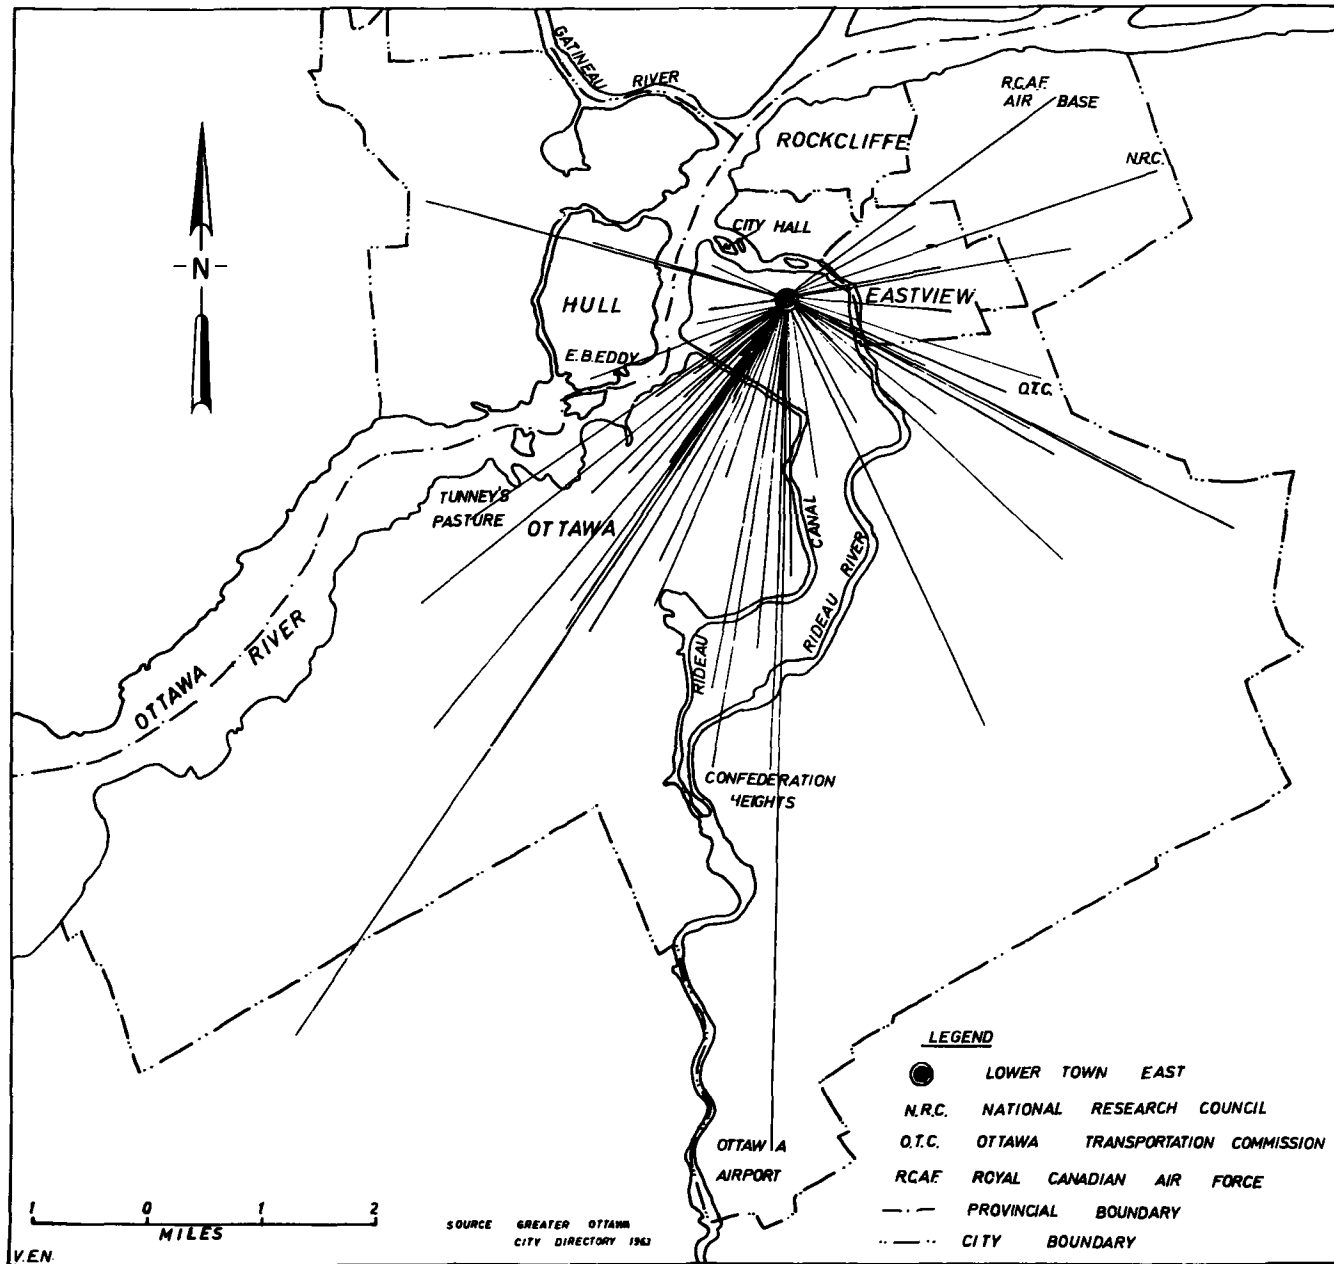 GATINEAU RIVER
R.C.A.F.
AIR BASE
ROCKCLIFFE
N.R.C.
CITY HALL
N
HULL
EASTVIEW
E.B.EDDY
O.T.C.
TUNNEY'S
PASTURE
OTTAWA
CANAL
RIDEAU RIVER
RIDEAU
OTTAWA RIVER
CONFEDERATION
HEIGHTS
LEGEND
LOWER TOWN EAST
N.R.C. NATIONAL RESEARCH COUNCIL
O.T.C. OTTAWA TRANSPORTATION COMMISSION
RCAF ROYAL CANADIAN AIR FORCE
PROVINCIAL BOUNDARY
CITY BOUNDARY
OTTAWA
AIRPORT
1 0 1 2
MILES
SOURCE GREATER OTTAWA
CITY DIRECTORY 1963
V.E.N.